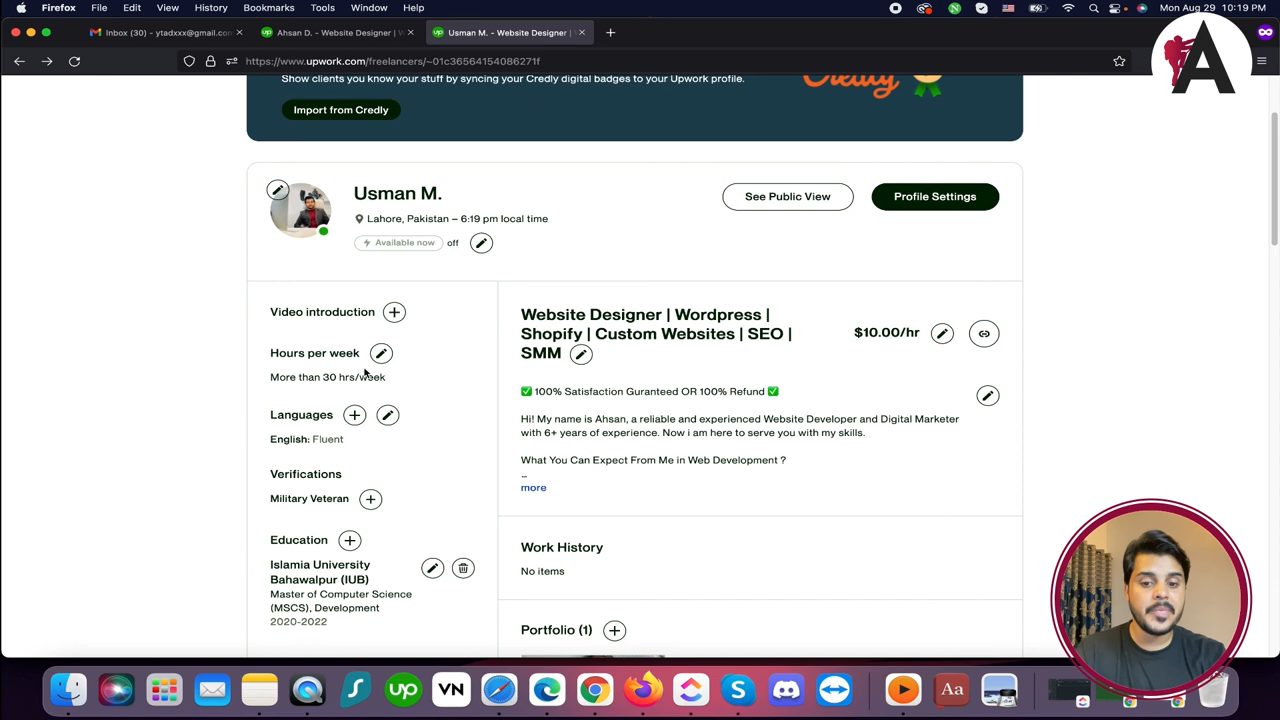 Firefox File Edit View History Bookmarks Tools Window Help
Mon Aug 29 10:19 PM
Inbox (30) - ytadxxx@gmail.com
Ahsan D. - Website Designer | W
Usman M. - Website Designer |
https://www.upwork.com/freelancers/~01c365641540862​71f
Show clients you know your stuff by syncing your Credly digital badges to your Upwork profile.
Credly
Import from Credly
A
Usman M.
Lahore, Pakistan – 6:19 pm local time
Available now off
See Public View
Profile Settings
Video introduction
Hours per week
More than 30 hrs/week
Languages
English: Fluent
Verifications
Military Veteran
Education
Islamia University
Bahawalpur (IUB)
Master of Computer Science
(MSCS), Development
2020-2022
Website Designer | Wordpress |
Shopify | Custom Websites | SEO |
SMM
$10.00/hr
✅ 100% Satisfaction Guranteed OR 100% Refund ✅
Hi! My name is Ahsan, a reliable and experienced Website Developer and Digital Marketer
with 6+ years of experience. Now i am here to serve you with my skills.
What You Can Expect From Me in Web Development ?
–
more
Work History
No items
Portfolio (1)
up
VN
Aa